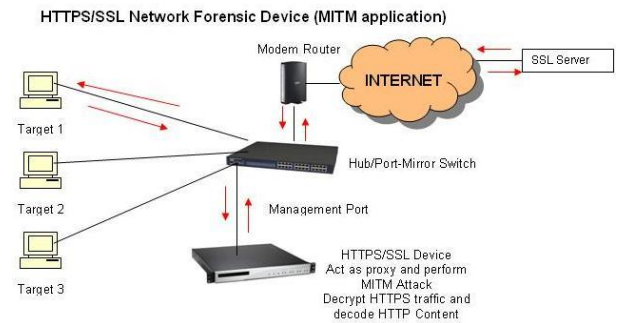 HTTPS/SSL Network Forensic Device (MITM application)
Modem Router
INTERNET
SSL Server
Target 1
Hub/Port-Mirror Switch
Target 2
Management Port
Target 3
HTTPS/SSL Device
Act as proxy and perform
MITM Attack
Decrypt HTTPS traffic and
decode HTTP Content